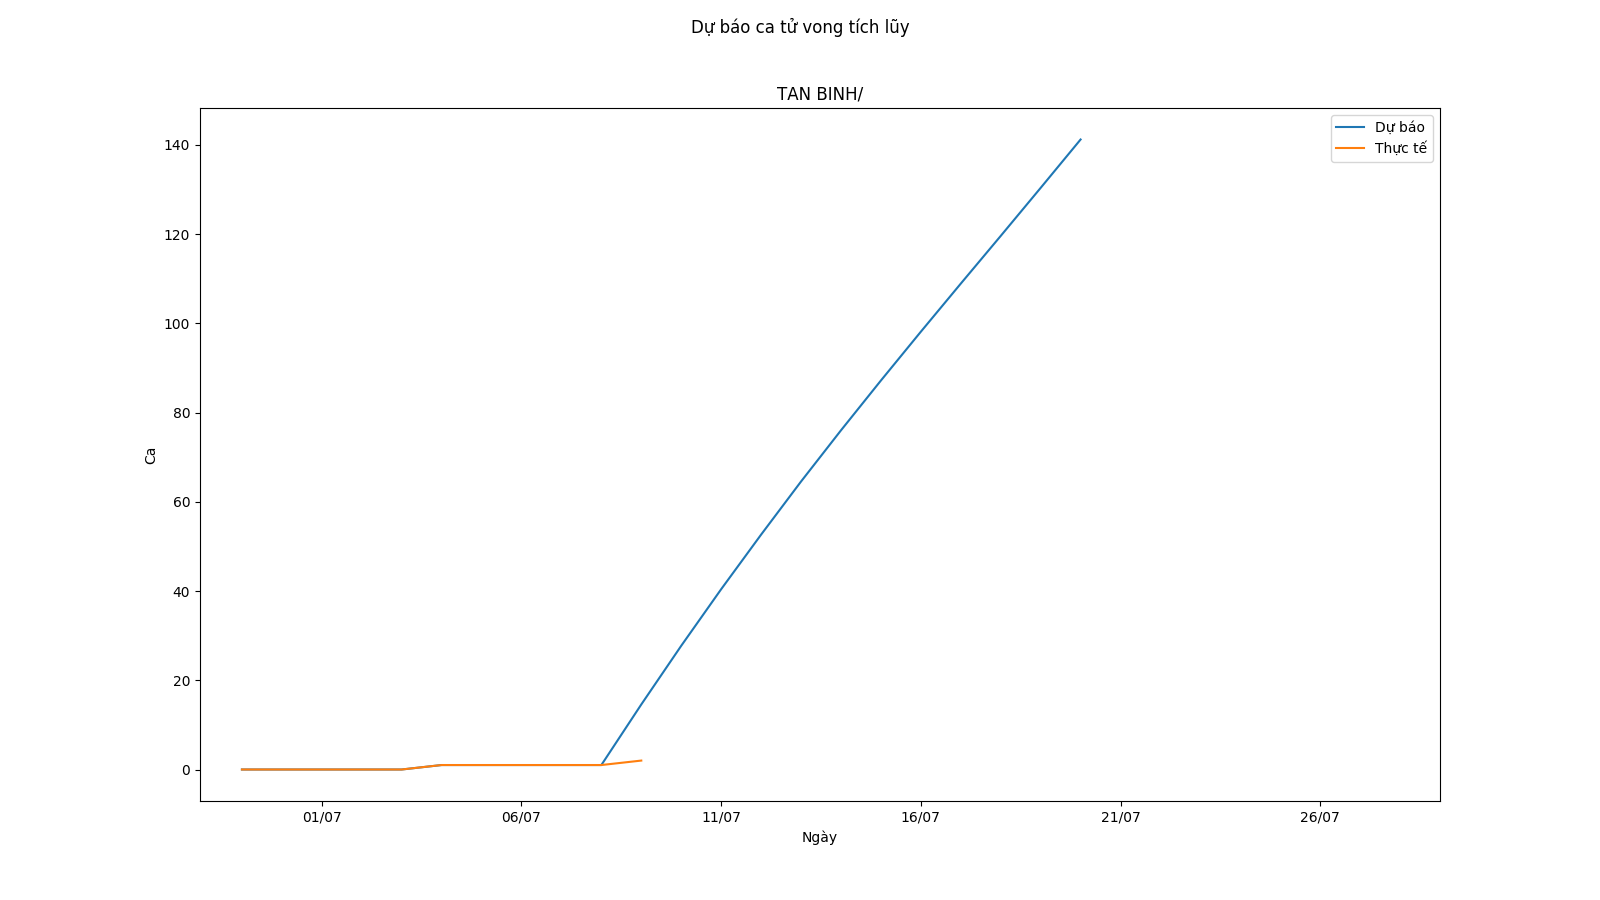 Dự báo ca tử vong tích lũy
TAN BINH/
Dự báo
Thực tế
140
120
100
80
60
40
20
0
Ca
01/07 06/07 11/07 16/07 21/07 26/07
Ngày